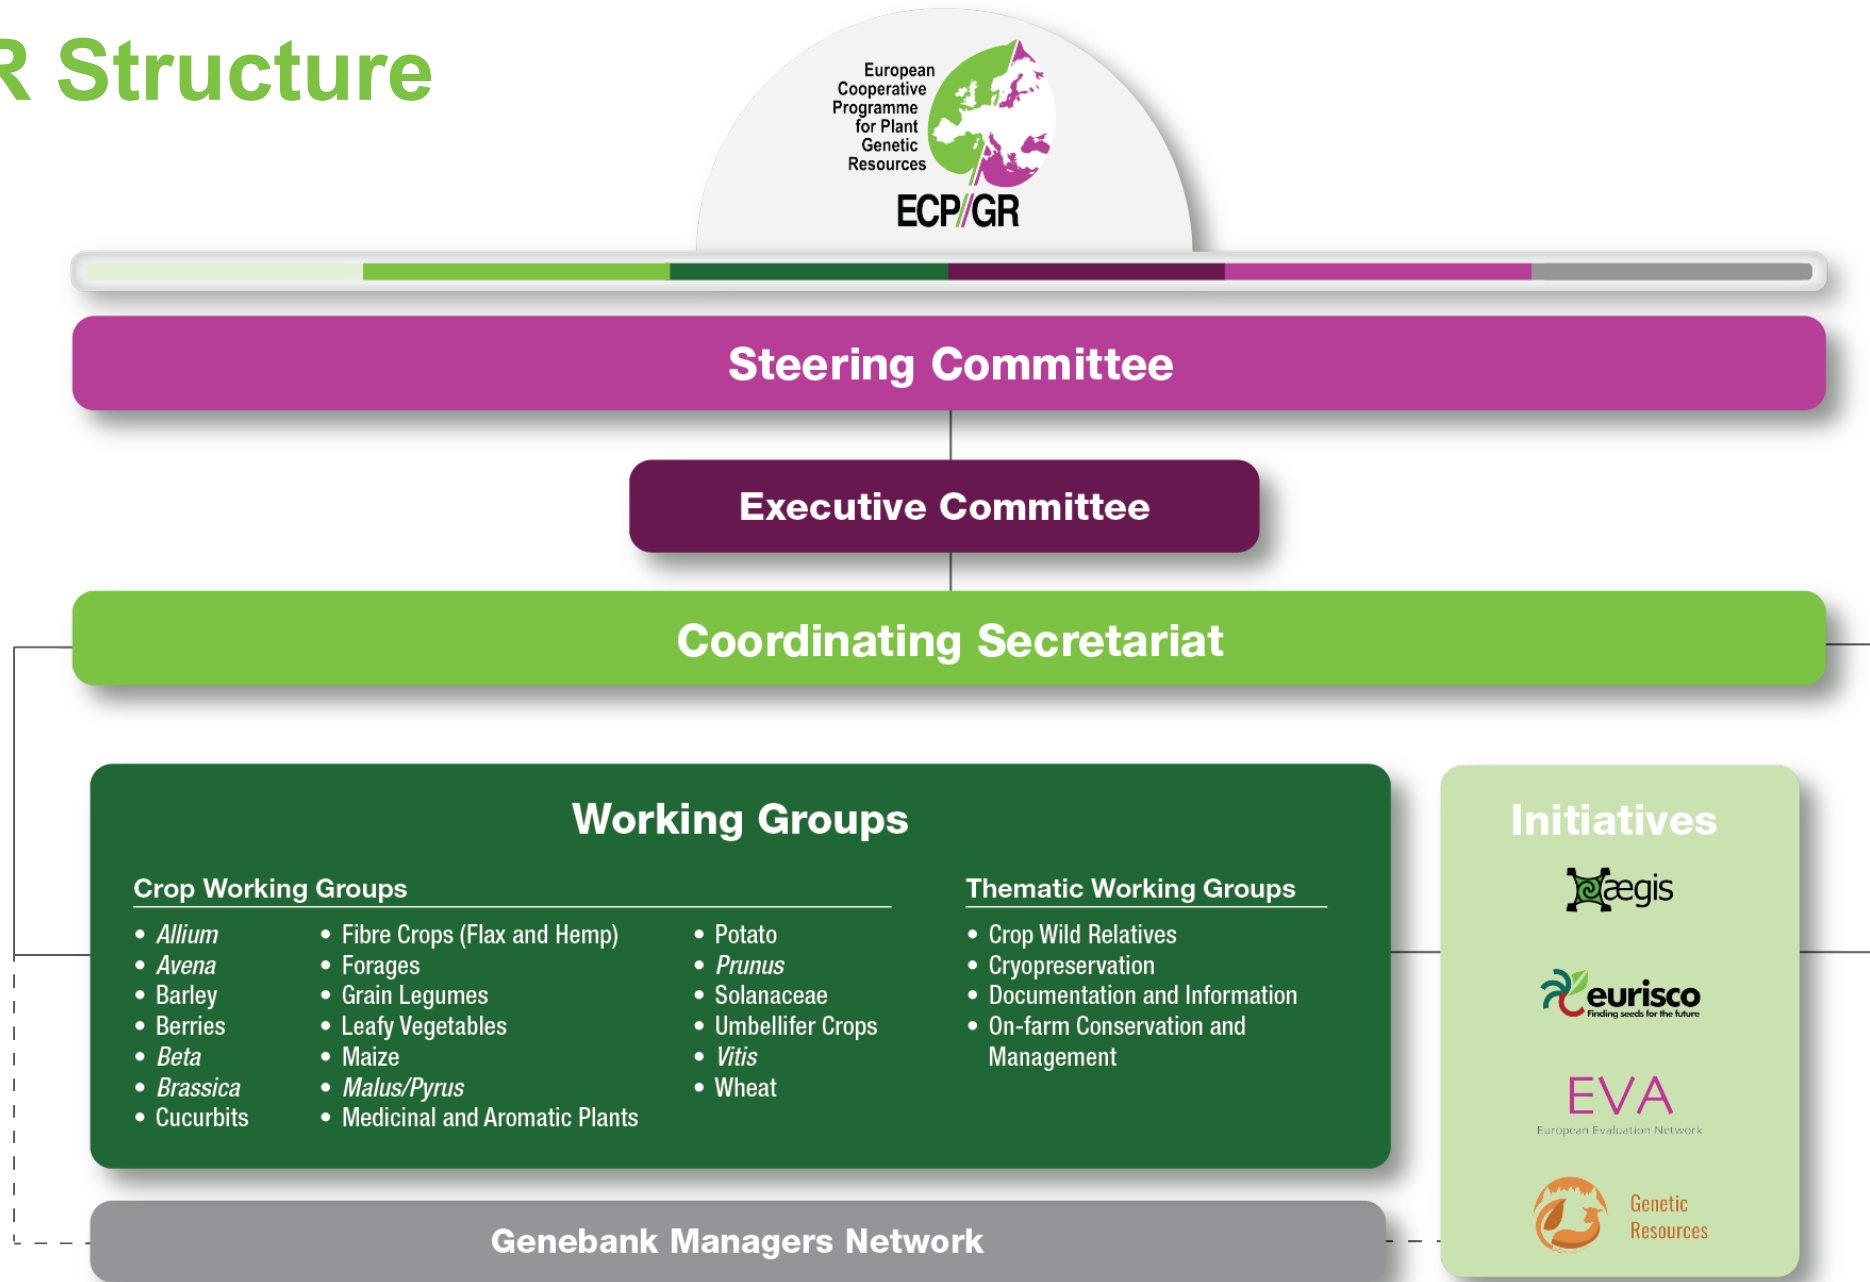 R Structure
European
Cooperative
Programme
for Plant
Genetic
Resources
ECP//GR
Steering Committee
Executive Committee
Coordinating Secretariat
Working Groups
Crop Working Groups
• Allium
• Avena
• Barley
• Berries
• Beta
• Brassica
• Cucurbits
• Fibre Crops (Flax and Hemp)
• Forages
• Grain Legumes
• Leafy Vegetables
• Maize
• Malus/Pyrus
• Medicinal and Aromatic Plants
• Potato
• Prunus
• Solanaceae
• Umbellifer Crops
• Vitis
• Wheat
Thematic Working Groups
• Crop Wild Relatives
• Cryopreservation
• Documentation and Information
• On-farm Conservation and
Management
Initiatives
ægis
eurisco
Finding seeds for the future
EVA
European Evaluation Network
Genetic
Resources
Genebank Managers Network